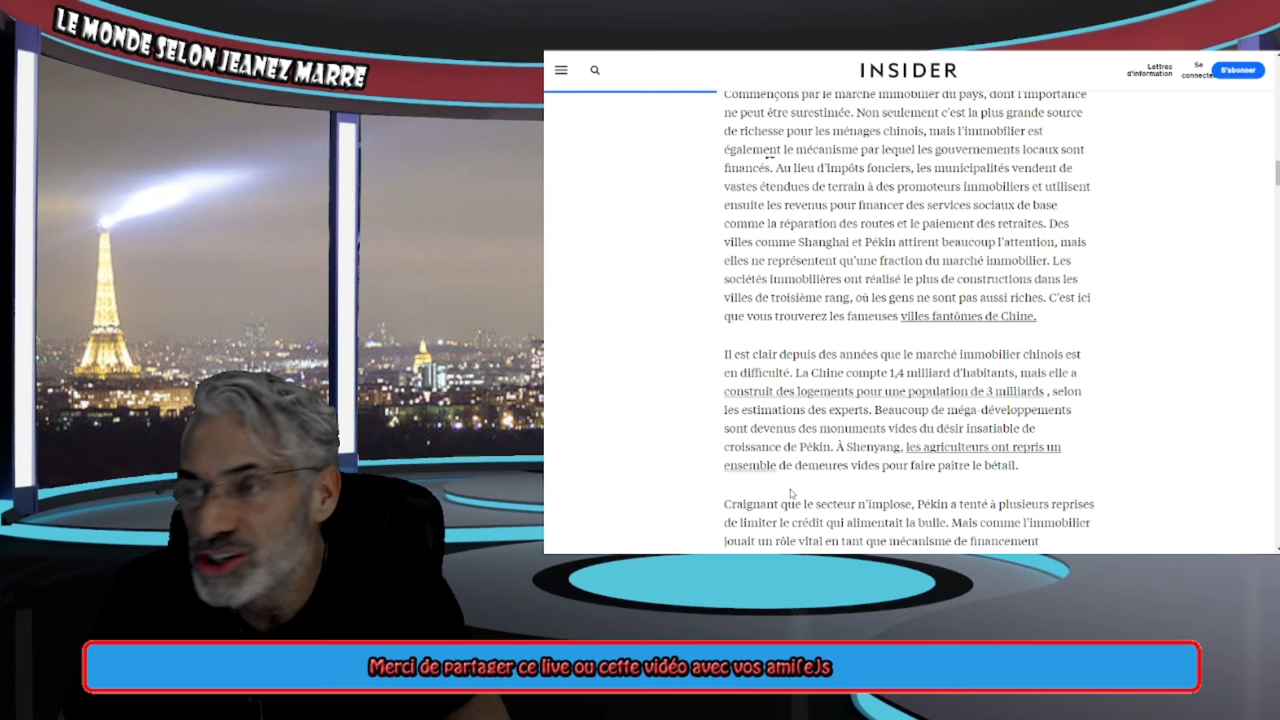 LE MONDE SELON JEANEZ MARRE
INSIDER
Lettres
d'information
Se
connecter
S'abonner
Commençons par le marché immobilier du pays, dont l'importance
ne peut être surestimée. Non seulement c'est la plus grande source
de richesse pour les ménages chinois, mais l'immobilier est
également le mécanisme par lequel les gouvernements locaux sont
financés. Au lieu d'impôts fonciers, les municipalités vendent de
vastes étendues de terrain à des promoteurs immobiliers et utilisent
ensuite les revenus pour financer des services sociaux de base
comme la réparation des routes et le paiement des retraites. Des
villes comme Shanghai et Pékin attirent beaucoup l'attention, mais
elles ne représentent qu'une fraction du marché immobilier. Les
sociétés immobilières ont réalisé le plus de constructions dans les
villes de troisième rang, où les gens ne sont pas aussi riches. C'est ici
que vous trouverez les fameuses villes fantômes de Chine.
Il est clair depuis des années que le marché immobilier chinois est
en difficulté. La Chine compte 1,4 milliard d'habitants, mais elle a
construit des logements pour une population de 3 milliards , selon
les estimations des experts. Beaucoup de méga-développements
sont devenus des monuments vides du désir insatiable de
croissance de Pékin. À Shenyang, les agriculteurs ont repris un
ensemble de demeures vides pour faire paître le bétail.
Craignant que le secteur n'implose, Pékin a tenté à plusieurs reprises
de limiter le crédit qui alimentait la bulle. Mais comme l'immobilier
jouait un rôle vital en tant que mécanisme de financement
Merci de partager ce live ou cette vidéo avec vos ami(e)s